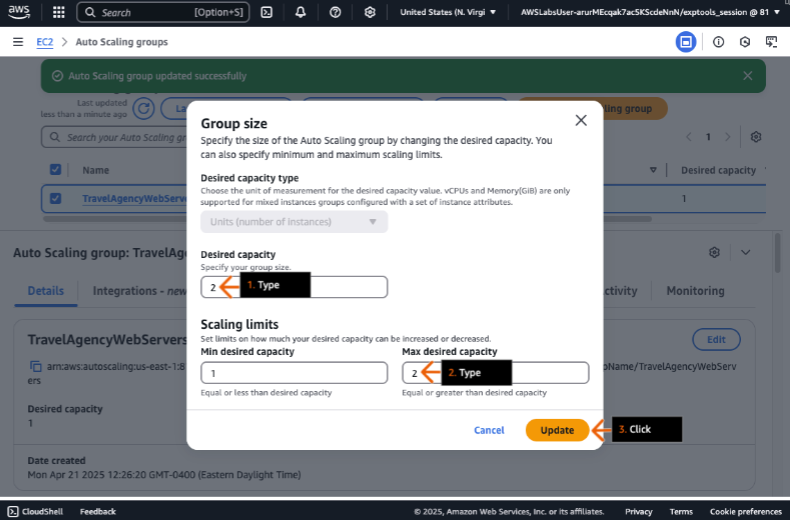 aws
Search [Option+S]
United States (N. Virgi
AWSLabsUser-arurMEcqak7ac5KScdeNnN/exptools_session @ 81
EC2 > Auto Scaling groups
Auto Scaling group updated successfully
Last updated
less than a minute ago
La
ling group
Search your Auto Scaling gr
1
Name
Desired capacity
TravelAgencyWebServe
1
Group size
Specify the size of the Auto Scaling group by changing the desired capacity. You
can also specify minimum and maximum scaling limits.
Desired capacity type
Choose the unit of measurement for the desired capacity value. vCPUs and Memory(GiB) are only
supported for mixed instances groups configured with a set of instance attributes.
Units (number of instances)
Desired capacity
Specify your group size.
2
1. Type
Scaling limits
Set limits on how much your desired capacity can be increased or decreased.
Min desired capacity
1
Equal or less than desired capacity
Max desired capacity
2
2. Type
Equal or greater than desired capacity
Cancel
Update
3. Click
Auto Scaling group: TravelAge
Details
Integrations - new
ctivity
Monitoring
TravelAgencyWebServers
Edit
arn:aws:autoscaling:us-east-1:8
pName/TravelAgencyWebServ
ers
Desired capacity
1
Date created
Mon Apr 21 2025 12:26:20 GMT-0400 (Eastern Daylight Time)
CloudShell
Feedback
© 2025, Amazon Web Services, Inc. or its affiliates.
Privacy
Terms
Cookie preferences